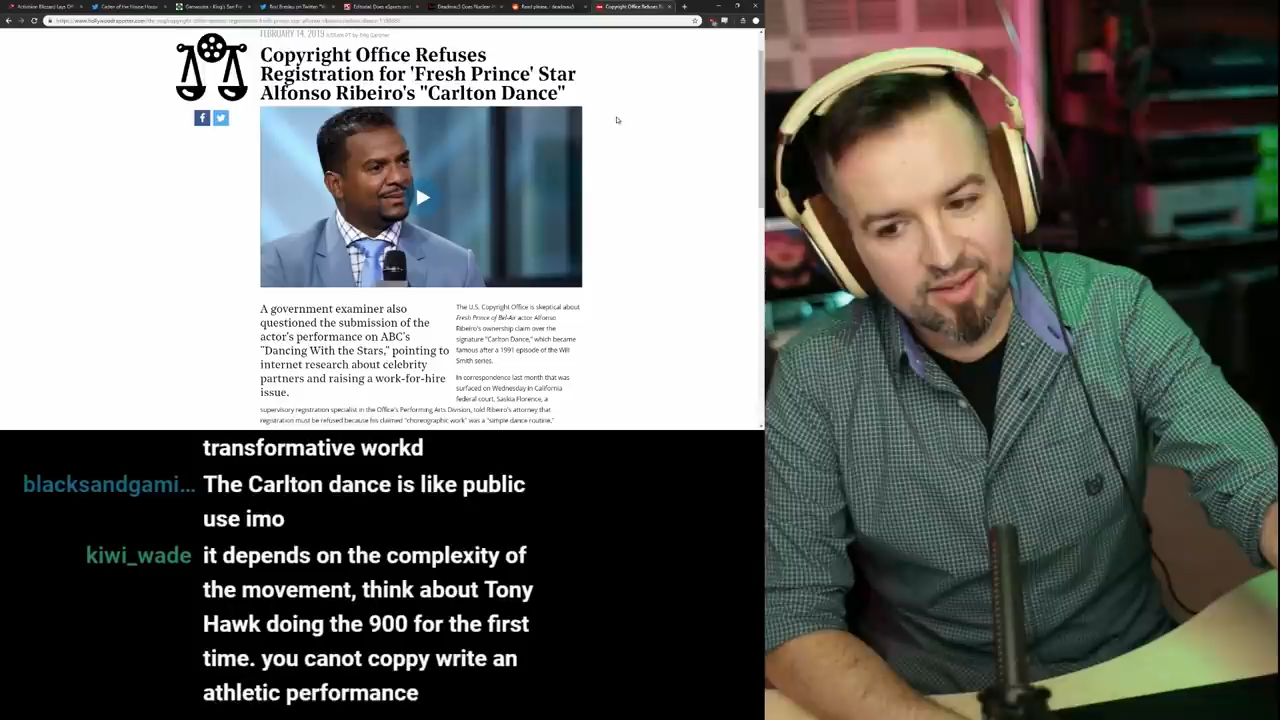 Copyright Office Refuses R
FEBRUARY 14, 2019
Copyright Office Refuses
Registration for 'Fresh Prince' Star
Alfonso Ribeiro's "Carlton Dance"
A government examiner also
questioned the submission of the
actor's performance on ABC's
"Dancing With the Stars," pointing to
internet research about celebrity
partners and raising a work-for-hire
issue.
The U.S. Copyright Office is skeptical about
Fresh Prince of Bel-Air actor Alfonso
Ribeiro's ownership claim over the
signature "Carlton Dance," which became
famous after a 1991 episode of the Will
Smith series.
In correspondence last month that was
surfaced on Wednesday in California
federal court, Saskia Florence, a
supervisory registration specialist in the Office's Performing Arts Division, told Ribeiro's attorney that
registration must be refused because his claimed "choreographic work" was a "simple dance routine."
transformative workd
blacksandgami... The Carlton dance is like public
use imo
kiwi_wade it depends on the complexity of
the movement, think about Tony
Hawk doing the 900 for the first
time. you canot coppy write an
athletic performance